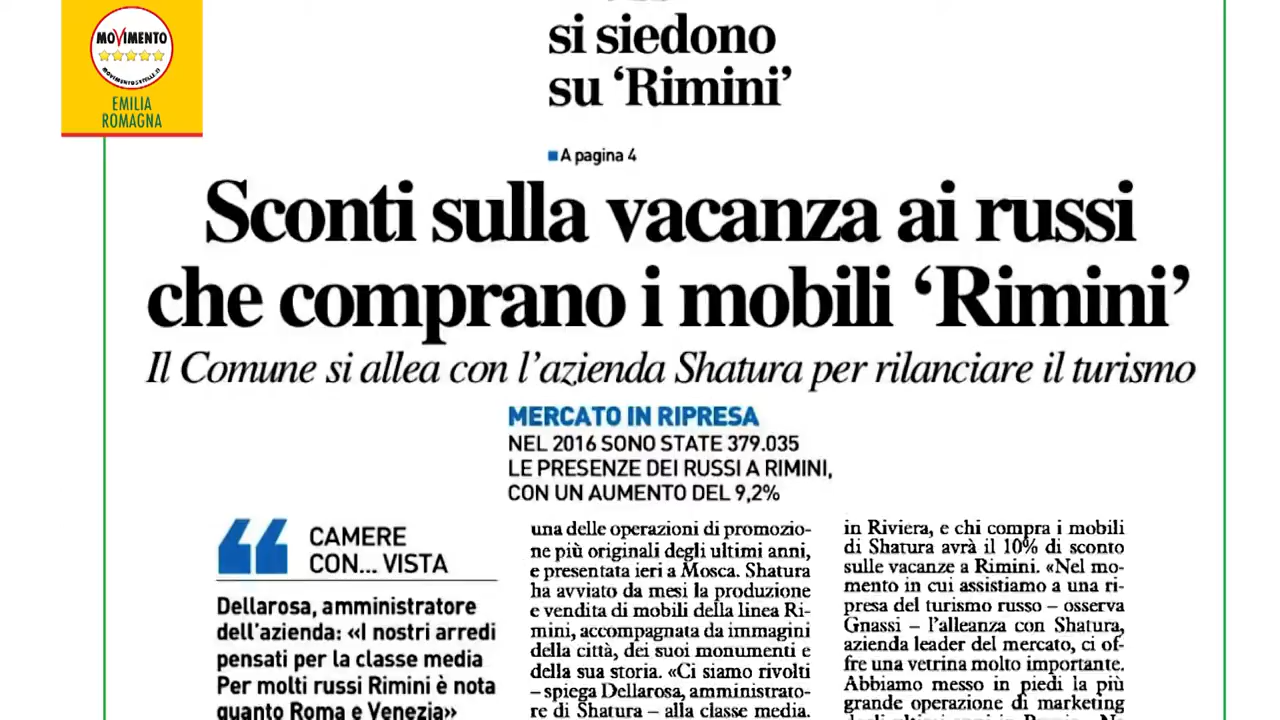 MOVIMENTO
MOVIMENTO5STELLE.IT
EMILIA
ROMAGNA
si siedono
su ‘Rimini’
A pagina 4
Sconti sulla vacanza ai russi
che comprano i mobili ‘Rimini’
Il Comune si allea con l’azienda Shatura per rilanciare il turismo
MERCATO IN RIPRESA
NEL 2016 SONO STATE 379.035
LE PRESENZE DEI RUSSI A RIMINI,
CON UN AUMENTO DEL 9,2%
CAMERE
CON... VISTA
Dellarosa, amministratore
dell’azienda: «I nostri arredi
pensati per la classe media
Per molti russi Rimini è nota
quanto Roma e Venezia»
una delle operazioni di promozio-
ne più originali degli ultimi anni,
e presentata ieri a Mosca. Shatura
ha avviato da mesi la produzione
e vendita di mobili della linea Ri-
mini, accompagnata da immagini
della città, dei suoi monumenti e
della sua storia. «Ci siamo rivolti
– spiega Dellarosa, amministrato-
re di Shatura – alla classe media.
in Riviera, e chi compra i mobili
di Shatura avrà il 10% di sconto
sulle vacanze a Rimini. «Nel mo-
mento in cui assistiamo a una ri-
presa del turismo russo – osserva
Gnassi – l’alleanza con Shatura,
azienda leader del mercato, ci of-
fre una vetrina molto importante.
Abbiamo messo in piedi la più
grande operazione di marketing